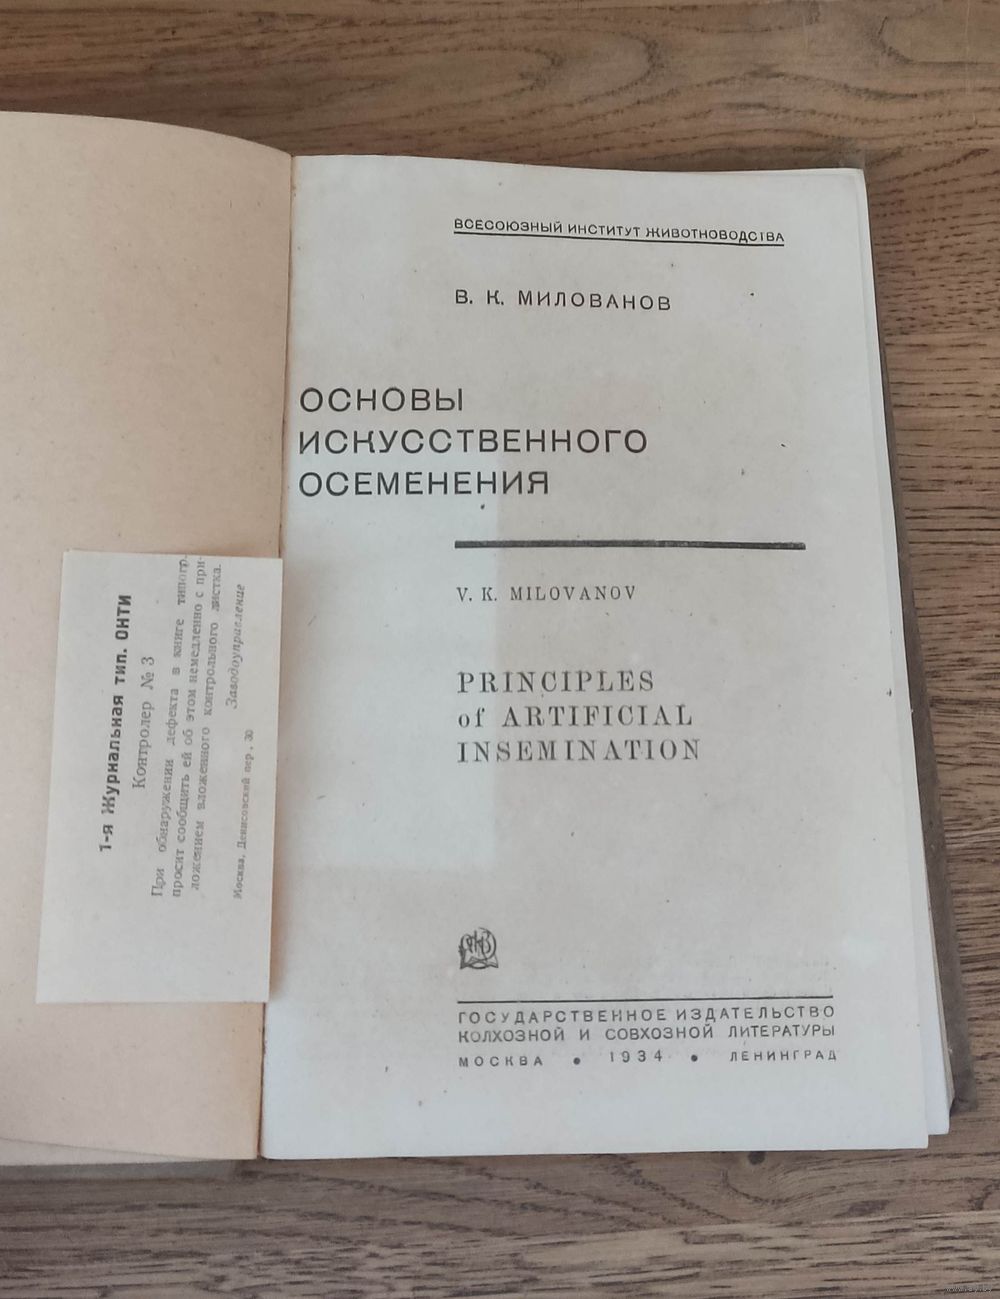 ВСЕСОЮЗНЫЙ ИНСТИТУТ ЖИВОТНОВОДСТВА
В. К. МИЛОВАНОВ
ОСНОВЫ
ИСКУССТВЕННОГО
ОСЕМЕНЕНИЯ
V. K. MILOVANOV
PRINCIPLES
of ARTIFICIAL
INSEMINATION
ГОСУДАРСТВЕННОЕ ИЗДАТЕЛЬСТВО
КОЛХОЗНОЙ И СОВХОЗНОЙ ЛИТЕРАТУРЫ
МОСКВА • 1934 • ЛЕНИНГРАД
1-я Журнальная тип. ОНТИ
Контролер № 3
При обнаружении дефекта в книге типогр.
просит сообщить ей об этом немедленно с при-
ложением вложенного контрольного листка.
Заводоуправление
Москва, Денисовский пер. 30